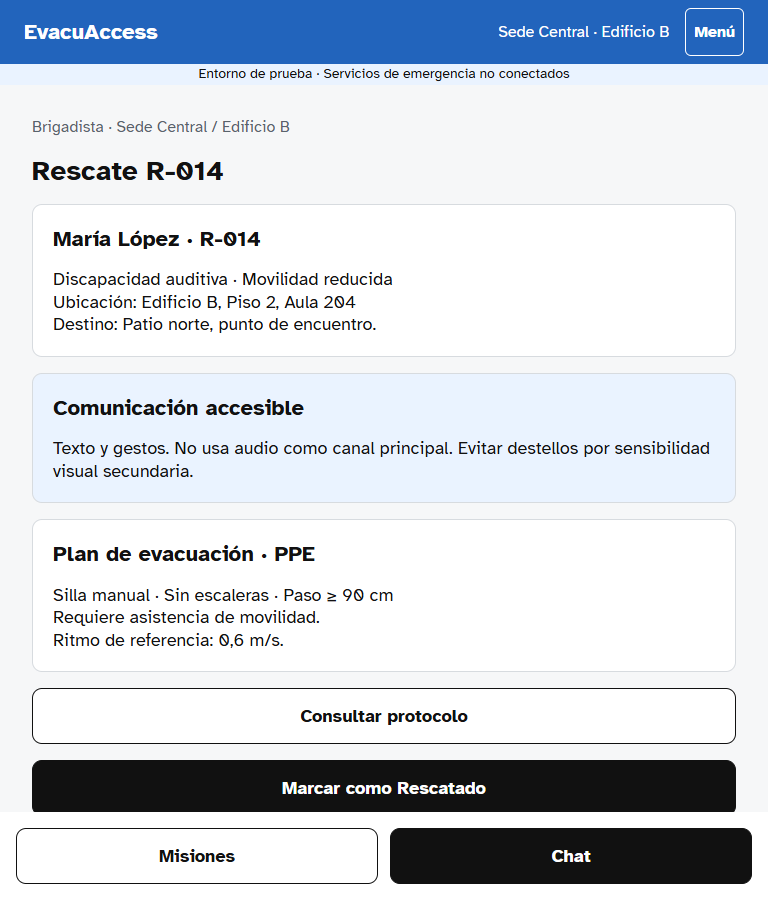 EvacuAccess
Sede Central · Edificio B
Menú
Entorno de prueba · Servicios de emergencia no conectados
Brigadista · Sede Central / Edificio B
Rescate R-014
María López · R-014
Discapacidad auditiva · Movilidad reducida
Ubicación: Edificio B, Piso 2, Aula 204
Destino: Patio norte, punto de encuentro.
Comunicación accesible
Texto y gestos. No usa audio como canal principal. Evitar destellos por sensibilidad
visual secundaria.
Plan de evacuación · PPE
Silla manual · Sin escaleras · Paso ≥ 90 cm
Requiere asistencia de movilidad.
Ritmo de referencia: 0,6 m/s.
Consultar protocolo
Marcar como Rescatado
Misiones
Chat